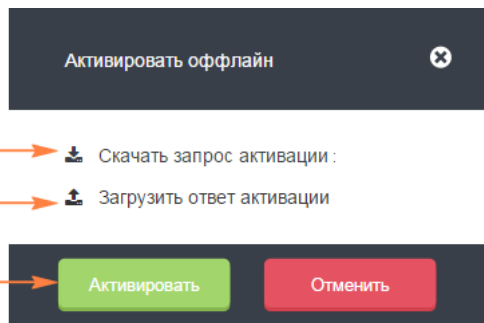 Активировать оффлайн
Скачать запрос активации :
Загрузить ответ активации
Активировать
Отменить